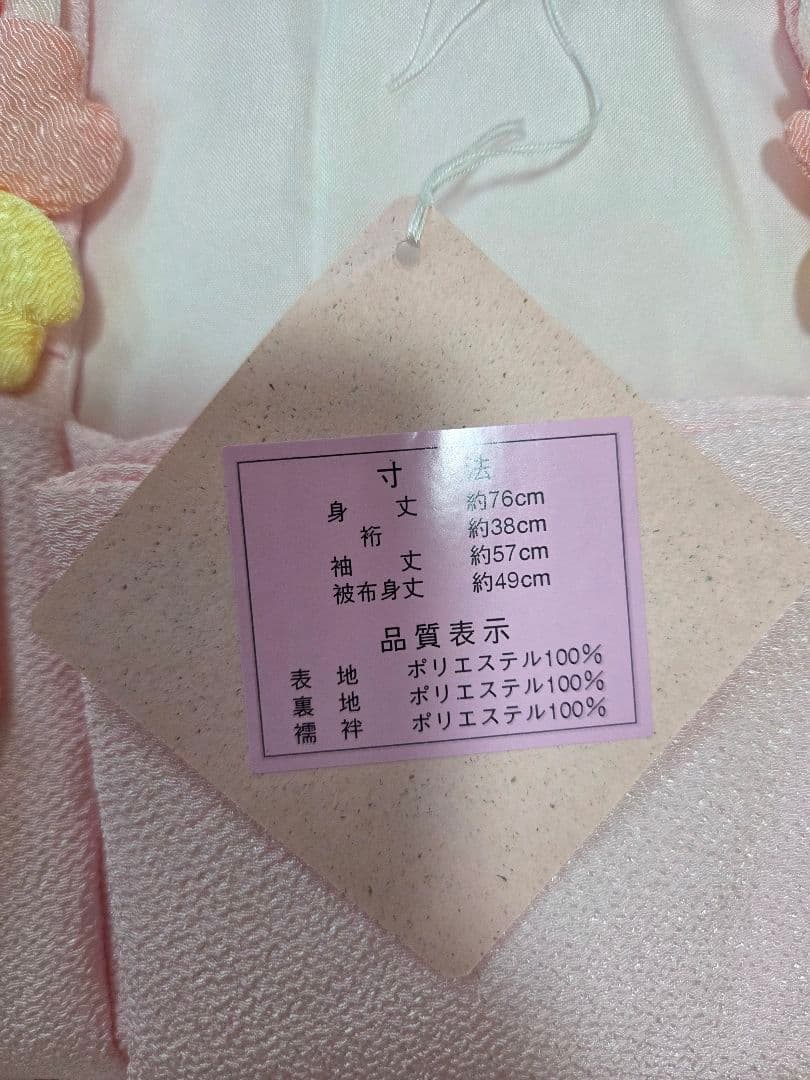 寸 法
身 丈 約76cm
裄 約38cm
袖 丈 約57cm
被布身丈 約49cm
品質表示
表 地 ポリエステル100%
裏 地 ポリエステル100%
襦 袢 ポリエステル100%